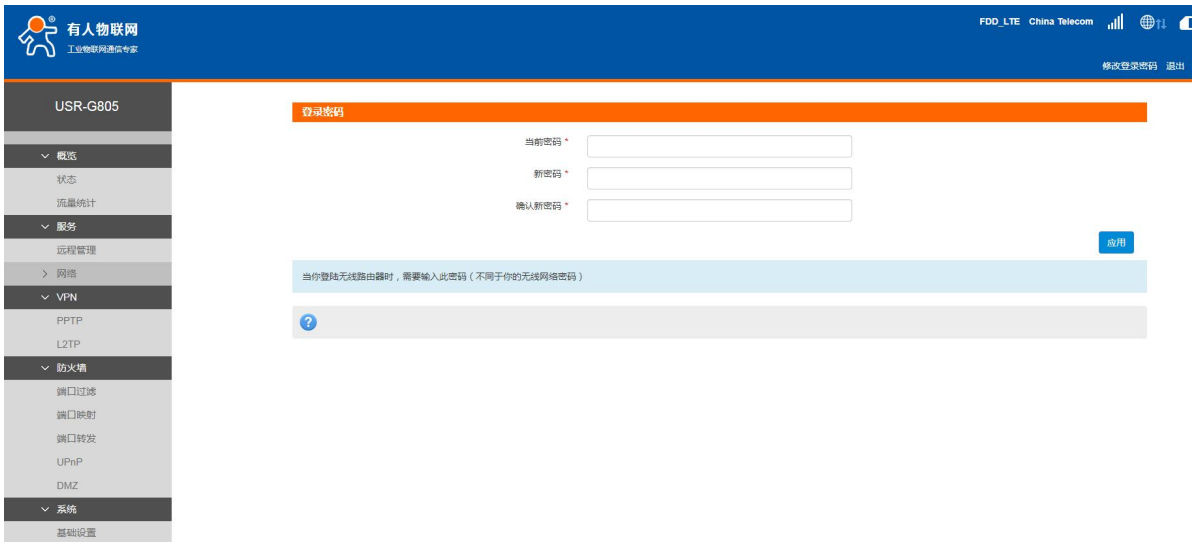 有人物联网
工业物联网通信专家
FDD_LTE China Telecom
修改登录密码 退出
USR-G805
概览
状态
流量统计
服务
远程管理
网络
VPN
PPTP
L2TP
防火墙
端口过滤
端口映射
端口转发
UPnP
DMZ
系统
基础设置
登录密码
当前密码 *
新密码 *
确认新密码 *
应用
当你登陆无线路由器时，需要输入此密码（不同于你的无线网络密码）